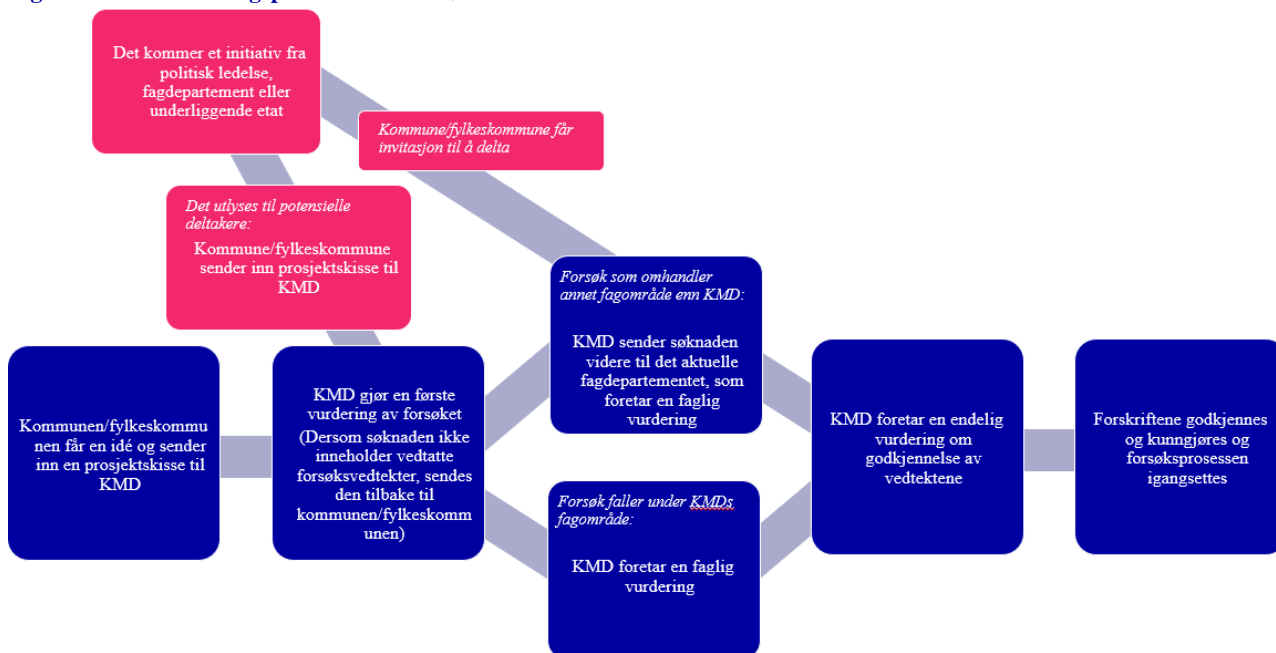 Det kommer et initiativ fra
politisk ledelse,
fagdepartement eller
underliggende etat
Kommune/fylkeskommune får
invitasjon til å delta
Det utlyses til potensielle
deltakere:
Kommune/fylkeskommune
sender inn prosjektskisse til
KMD
Kommunen/fylkeskommu
nen får en idé og sender
inn en prosjektskisse til
KMD
KMD gjør en første
vurdering av forsøket
(Dersom søknaden ikke
inneholder vedtatte
forsøksvedtekter, sendes
den tilbake til
kommunen/fylkeskomm
unen)
Forsøk som omhandler
annet fagområde enn KMD:
KMD sender søknaden
videre til det aktuelle
fagdepartementet, som
foretar en faglig
vurdering
Forsøk faller under KMDs
fagområde:
KMD foretar en faglig
vurdering
KMD foretar en endelig
vurdering om
godkjennelse av
vedtektene
Forskriftene godkjennes
og kunngjøres og
forsøksprosessen
igangsettes